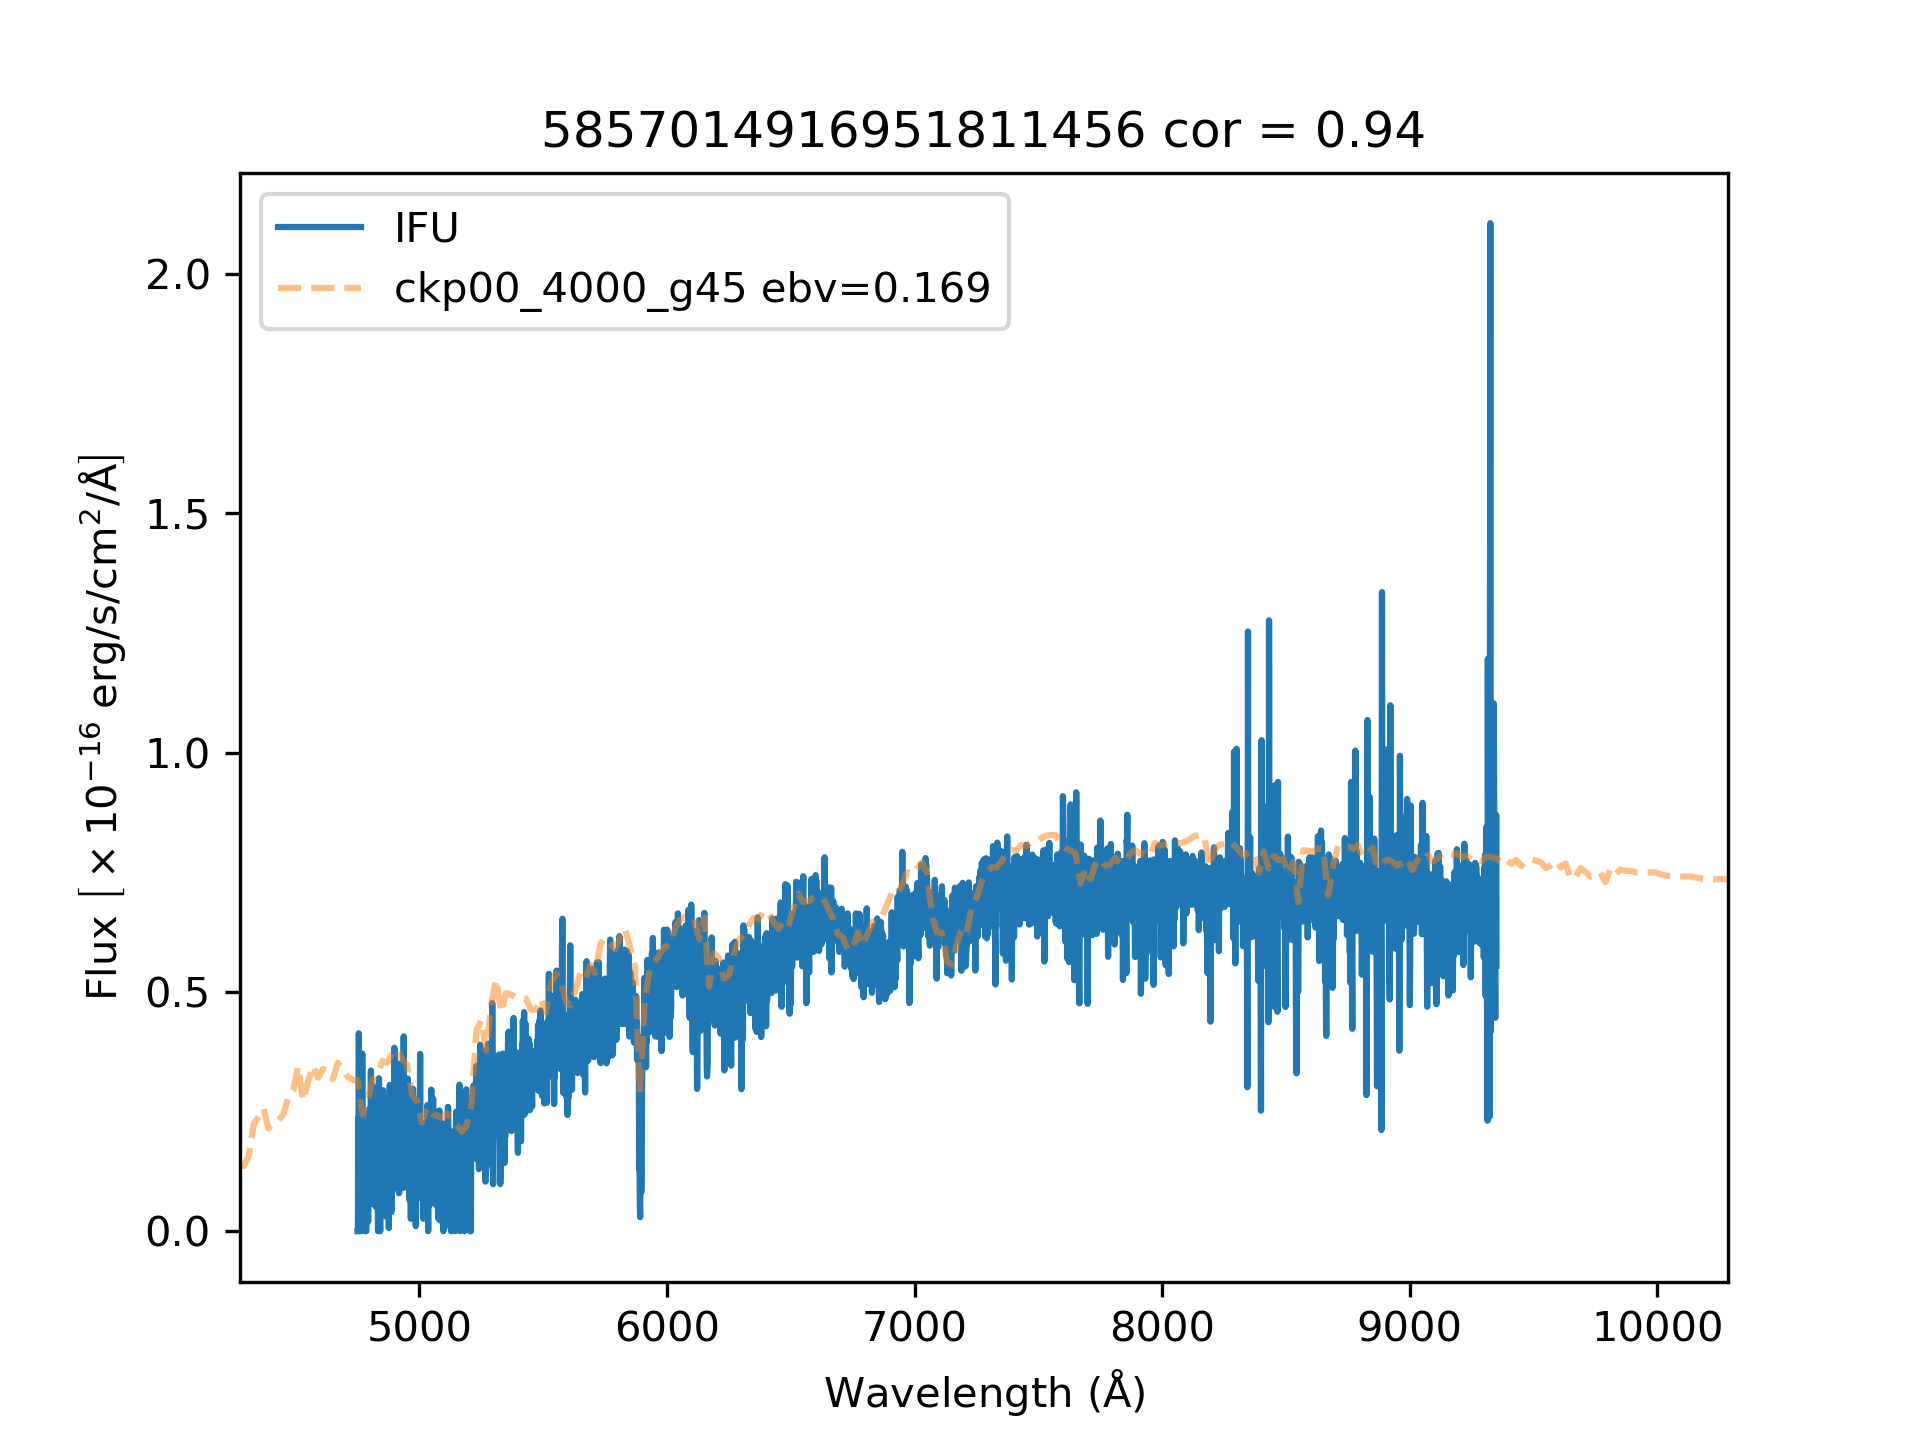 5857014916951811456 cor = 0.94
IFU
ckp00_4000_g45 ebv=0.169
Flux [× 10⁻¹⁶ erg/s/cm²/Å]
2.0
1.5
1.0
0.5
0.0
5000 6000 7000 8000 9000 10000
Wavelength (Å)